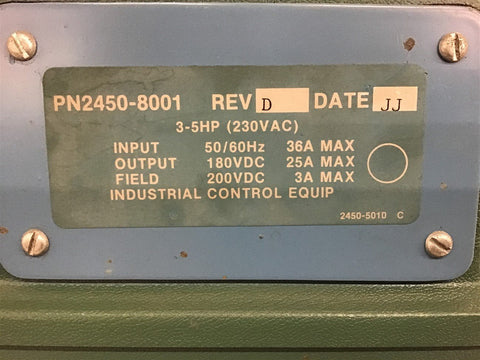 PN2450-8001 REV D DATE JJ
3-5HP (230VAC)
INPUT 50/60Hz 36A MAX
OUTPUT 180VDC 25A MAX
FIELD 200VDC 3A MAX
INDUSTRIAL CONTROL EQUIP
2450-5010 C